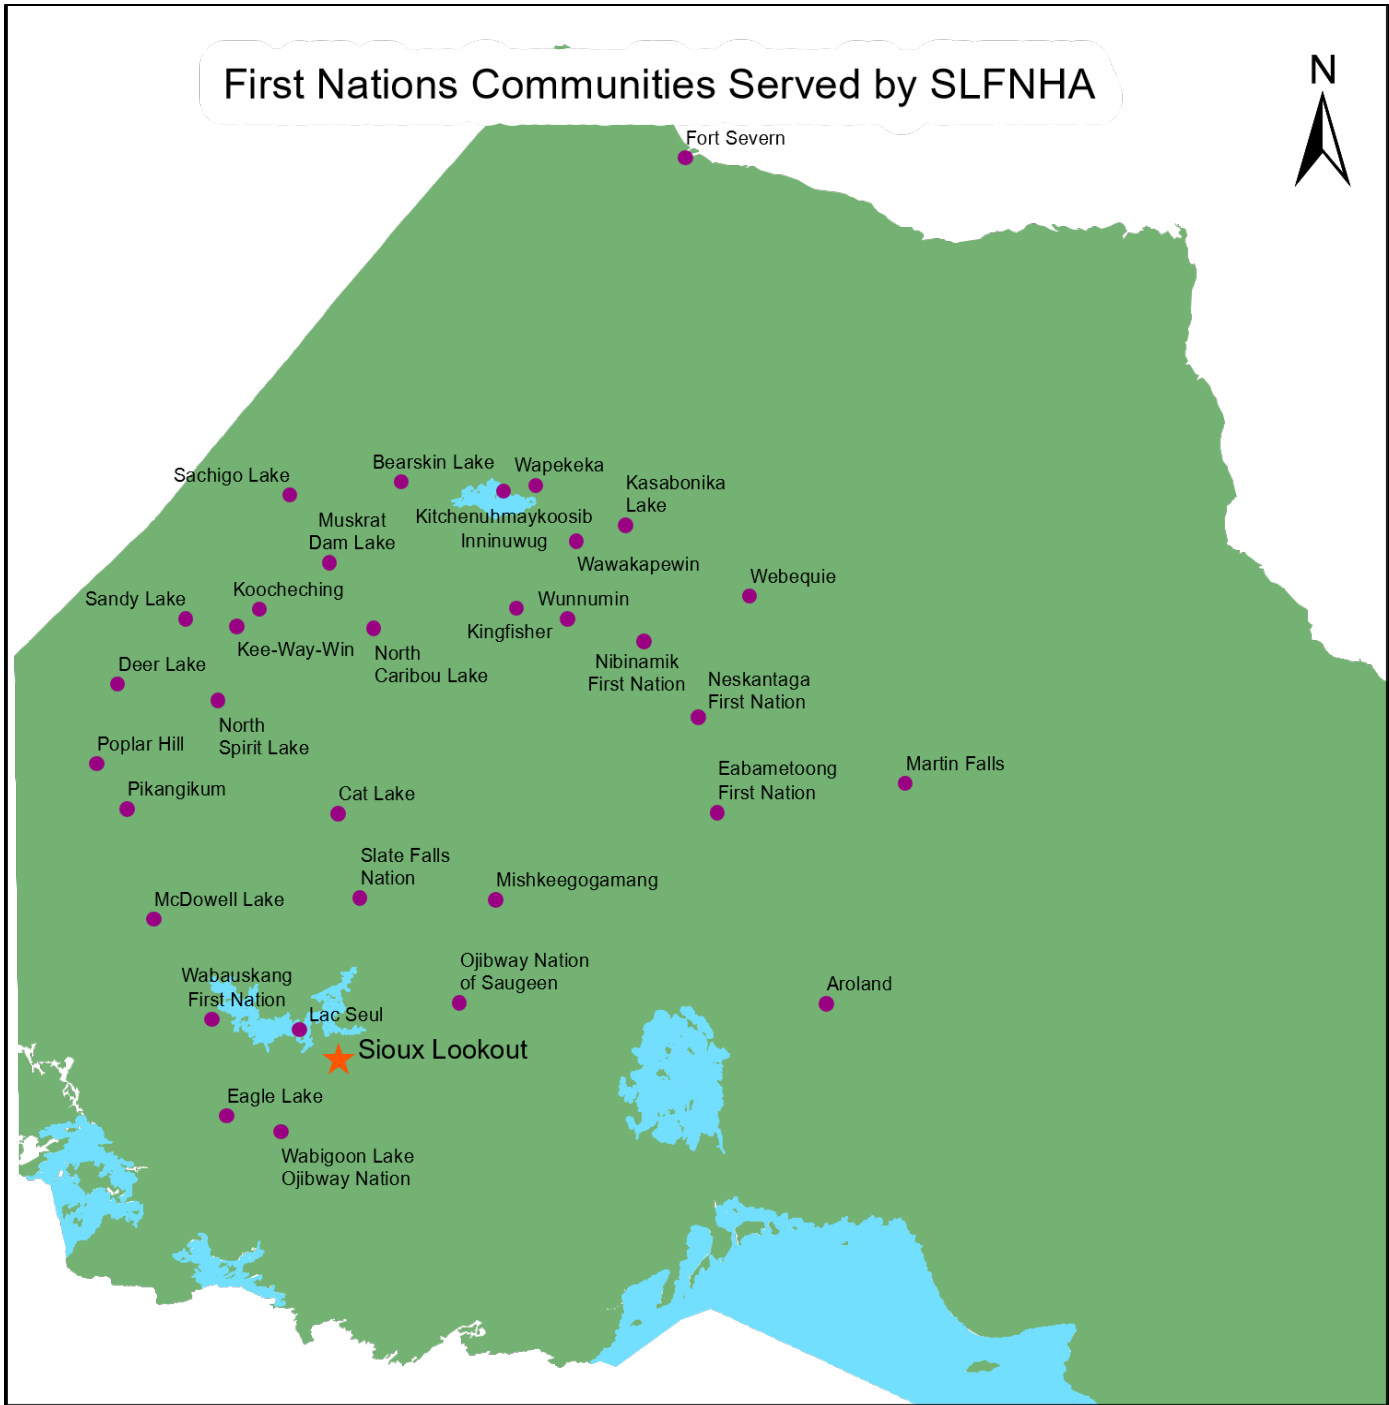 First Nations Communities Served by SLFNHA
N
Fort Severn
Bearskin Lake
Wapekeka
Sachigo Lake
Kasabonika
Lake
Muskrat
Dam Lake
Kitchenuhmaykoosib
Inninuwug
Wawakapewin
Webequie
Koocheching
Sandy Lake
Wunnumin
Kingfisher
Kee-Way-Win
North
Caribou Lake
Nibinamik
First Nation
Deer Lake
Neskantaga
First Nation
North
Spirit Lake
Poplar Hill
Eabametoong
First Nation
Martin Falls
Pikangikum
Cat Lake
Slate Falls
Nation
Mishkeegogamang
McDowell Lake
Ojibway Nation
of Saugeen
Wabauskang
First Nation
Aroland
Lac Seul
Sioux Lookout
Eagle Lake
Wabigoon Lake
Ojibway Nation